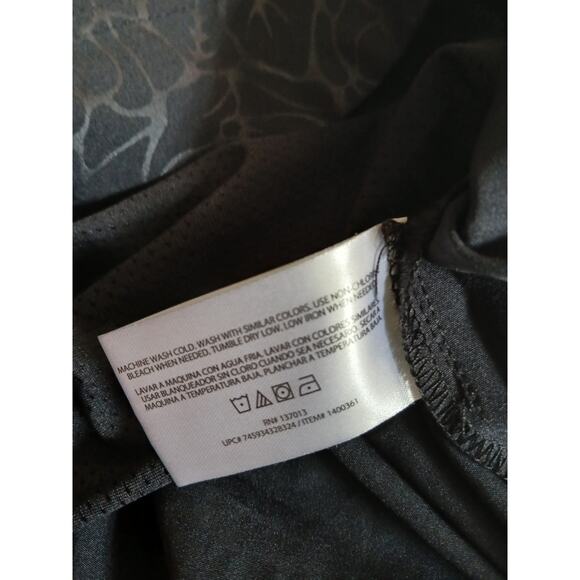 MACHINE WASH COLD. WASH WITH SIMILAR COLORS. USE NON-CHLORINE
BLEACH WHEN NEEDED. TUMBLE DRY LOW. LOW IRON WHEN NEEDED.
LAVAR A MAQUINA CON AGUA FRIA. LAVAR CON COLORES SIMILARES
USAR BLANQUEADOR SIN CLORO CUANDO SEA NECESARIO. SECAR A
MAQUINA A TEMPERATURA BAJA. PLANCHAR A TEMPERATURA BAJA.
RN# 137013
UPC# 745934328324 / ITEM# 1400361